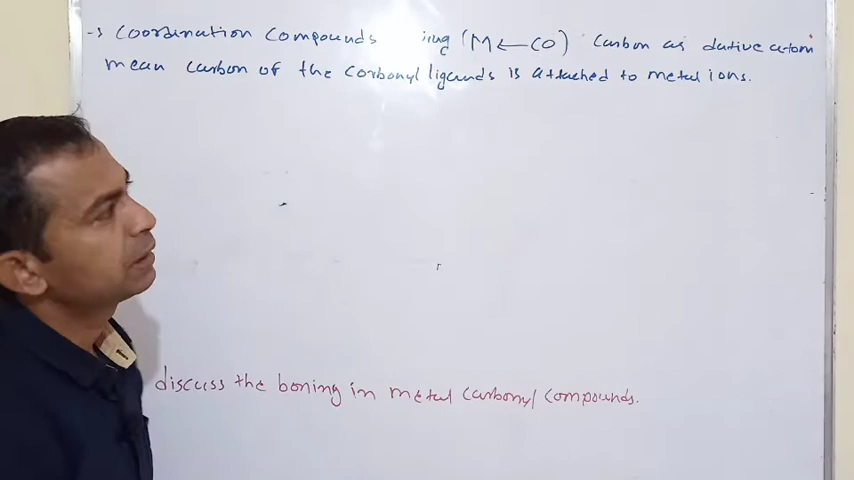 -> Coordination Compounds (M ← CO) Carbon as dative atom
mean carbon of the corbonyl ligands is attached to metal ions.
discuss the boning in metal carbonyl compounds.